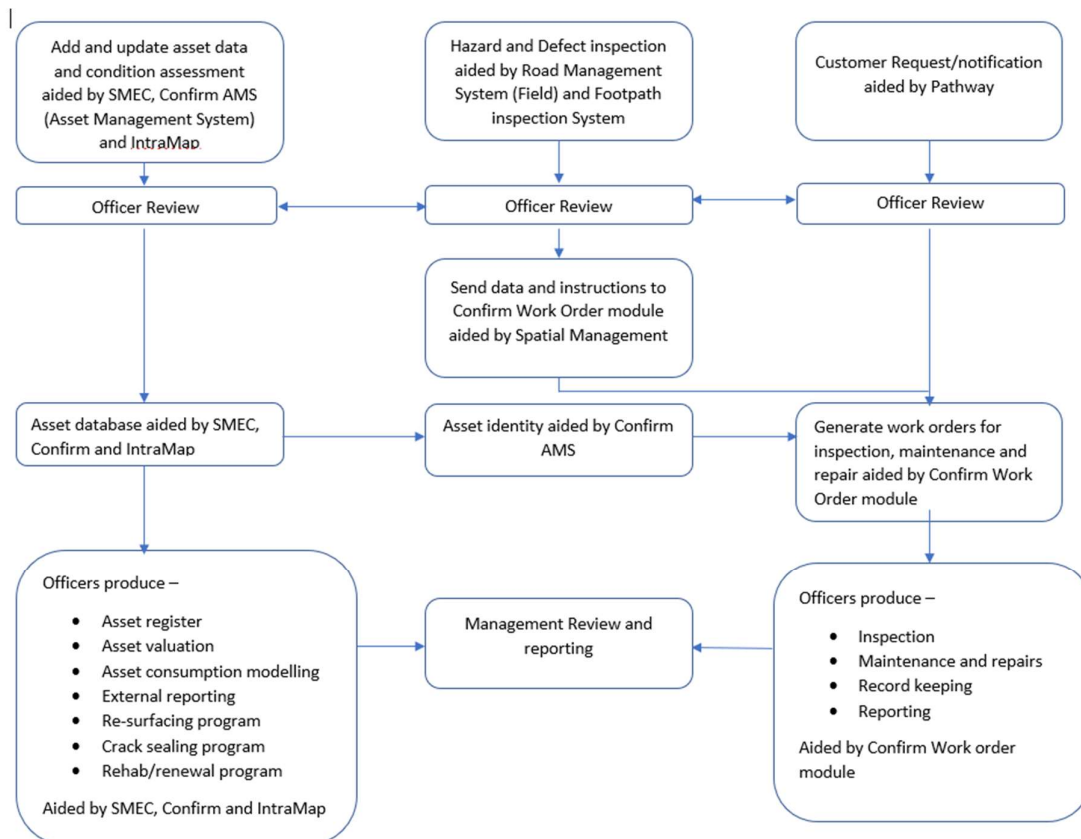 Add and update asset data
and condition assessment
aided by SMEC, Confirm AMS
(Asset Management System)
and IntraMap
Hazard and Defect inspection
aided by Road Management
System (Field) and Footpath
inspection System
Customer Request/notification
aided by Pathway
Officer Review
Officer Review
Officer Review
Send data and instructions to
Confirm Work Order module
aided by Spatial Management
Asset database aided by SMEC,
Confirm and IntraMap
Asset identity aided by Confirm
AMS
Generate work orders for
inspection, maintenance and
repair aided by Confirm Work
Order module
Officers produce –
• Asset register
• Asset valuation
• Asset consumption modelling
• External reporting
• Re-surfacing program
• Crack sealing program
• Rehab/renewal program
Aided by SMEC, Confirm and IntraMap
Management Review and
reporting
Officers produce –
• Inspection
• Maintenance and repairs
• Record keeping
• Reporting
Aided by Confirm Work order
module